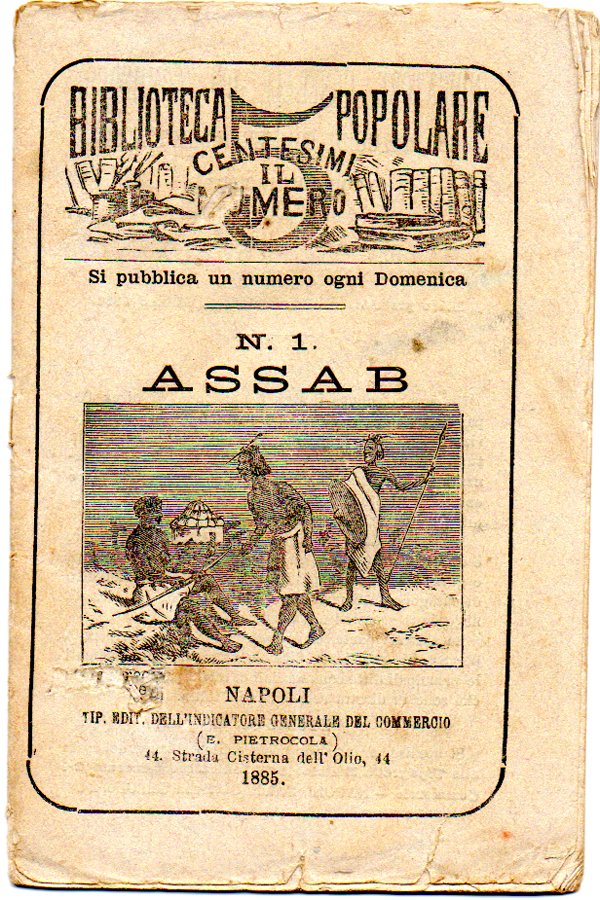 BIBLIOTECA 5 POPOLARE
CENTESIMI
IL
NUMERO
Si pubblica un numero ogni Domenica
N. 1.
ASSAB
NAPOLI
TIP. EDIT. DELL'INDICATORE GENERALE DEL COMMERCIO
(E. PIETROCOLA)
44. Strada Cisterna dell' Olio, 44
1885.